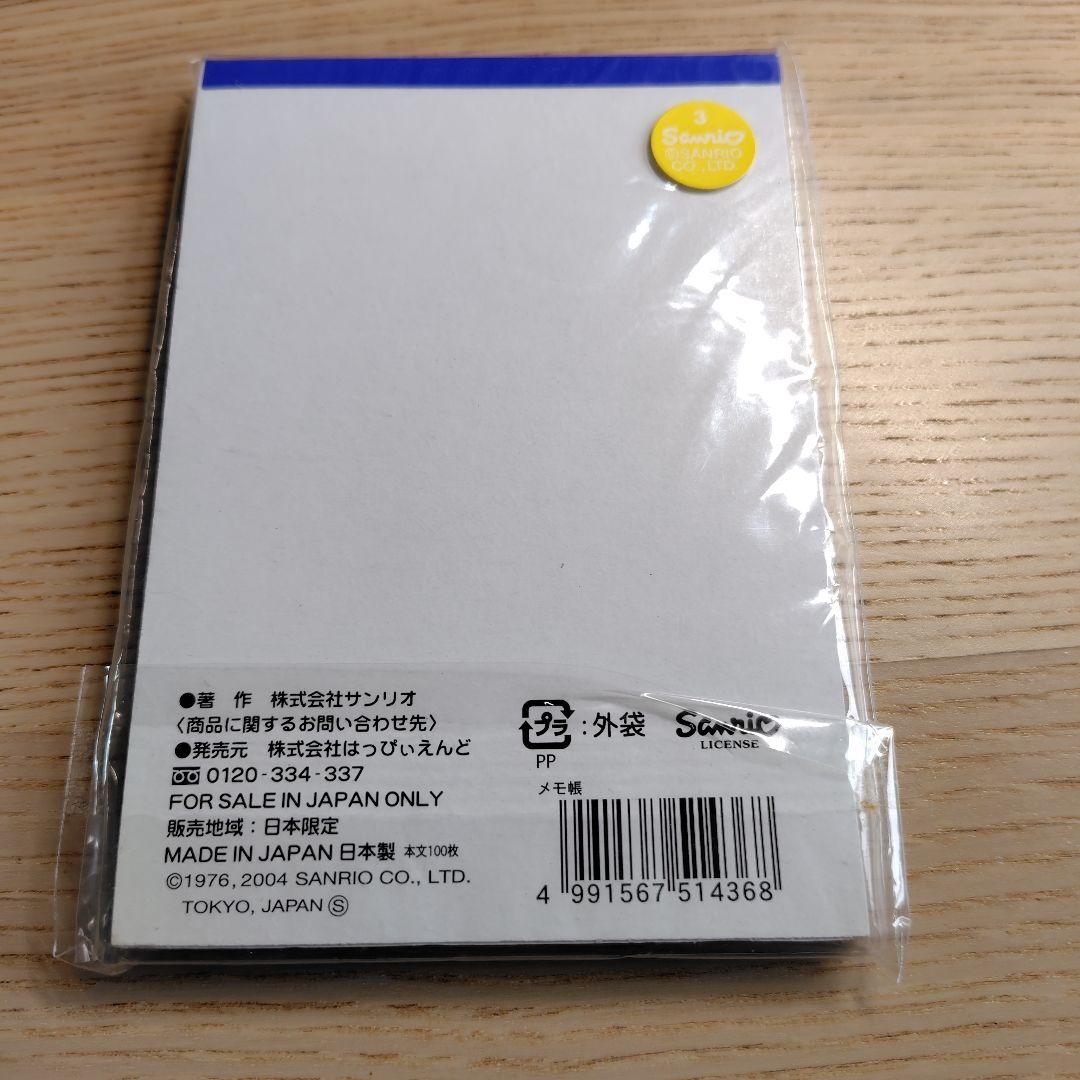 3
Sanrio
©SANRIO
CO.,LTD
●著 作 株式会社サンリオ
〈商品に関するお問い合わせ先〉
●発売元 株式会社はっぴぃえんど
0120-334-337
FOR SALE IN JAPAN ONLY
販売地域：日本限定
MADE IN JAPAN 日本製 本文100枚
©1976, 2004 SANRIO CO., LTD.
TOKYO, JAPAN Ⓢ
プラ : 外袋
PP
Sanrio
LICENSE
メモ帳
4 991567 514368